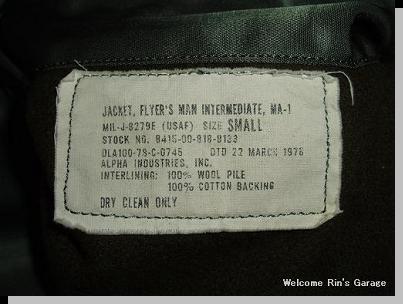 JACKET, FLYER'S MAN INTERMEDIATE, MA-1
MIL-J-8279E (USAF) SIZE SMALL
STOCK NO. 8415-00-818-8133
DLA100-78-C-0745 DTD 22 MARCH 1978
ALPHA INDUSTRIES, INC.
INTERLINING: 100% WOOL PILE
100% COTTON BACKING
DRY CLEAN ONLY
Welcome Rin's Garage